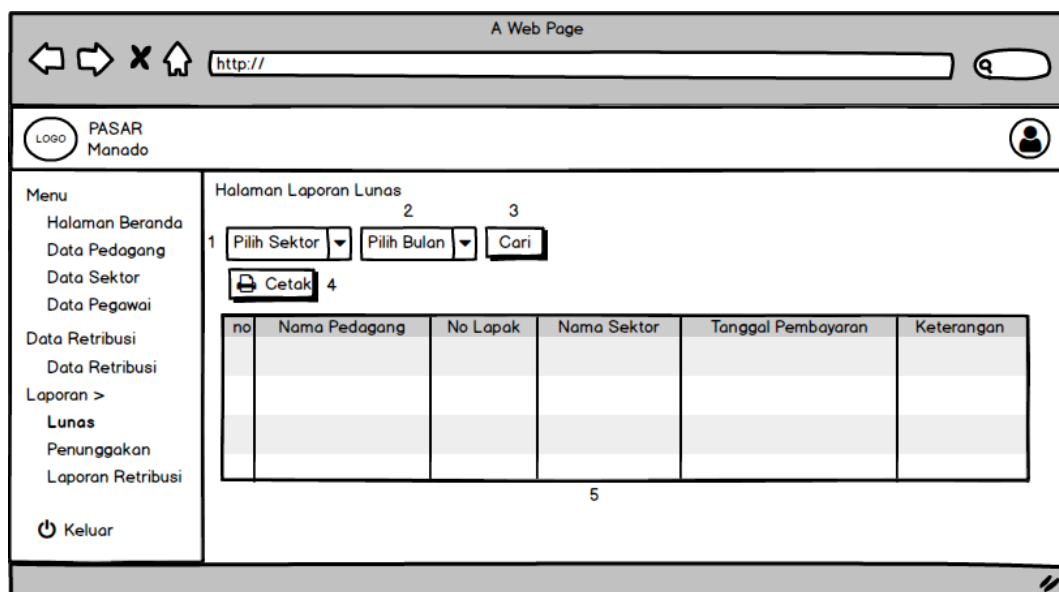 A Web Page
http://
LOGO
PASAR
Manado
Menu
Halaman Beranda
Data Pedagang
Data Sektor
Data Pegawai
Data Retribusi
Data Retribusi
Laporan >
Lunas
Penunggakan
Laporan Retribusi
Keluar
Halaman Laporan Lunas
2 3
1 Pilih Sektor Pilih Bulan Cari
Cetak 4
no Nama Pedagang No Lapak Nama Sektor Tanggal Pembayaran Keterangan
5